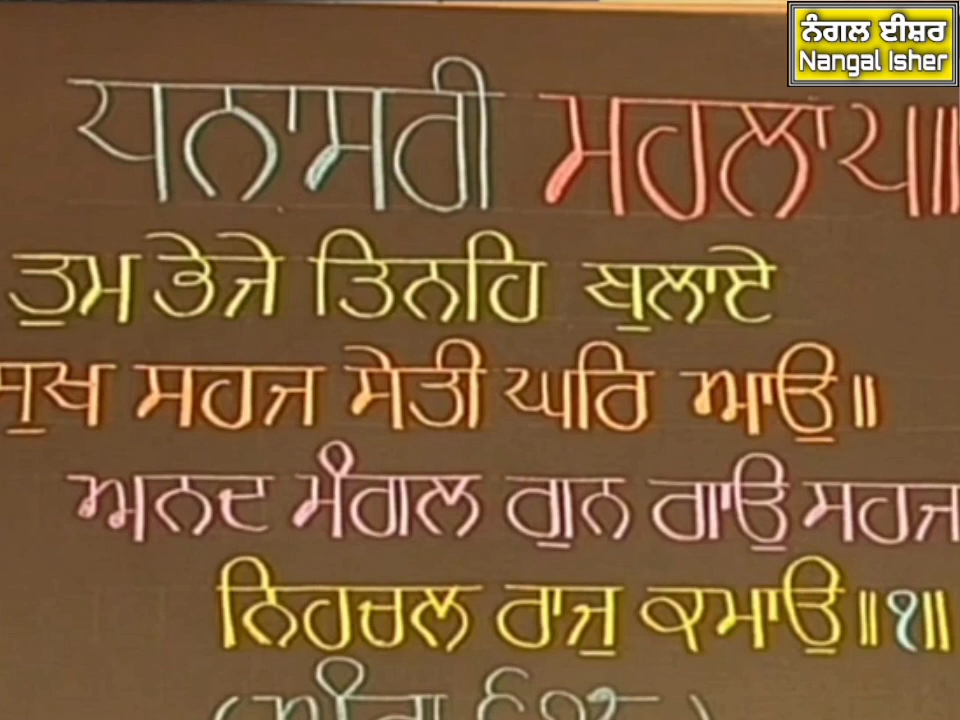 ਨੰਗਲ ਈਸ਼ਰ
Nangal Isher
ਧਨਾਸਰੀ ਮਹਲਾ ੫॥
ਤੁਮ ਭੇਜੇ ਤਿਨਹਿ ਬੁਲਾਏ
ਸੁਖ ਸਹਜ ਸੇਤੀ ਘਰਿ ਆਉ॥
ਅਨਦ ਮੰਗਲ ਗੁਨ ਗਾਉ ਸਹਜ
ਨਿਹਚਲ ਰਾਜੁ ਕਮਾਉ॥੧॥
(ਅੰਗ